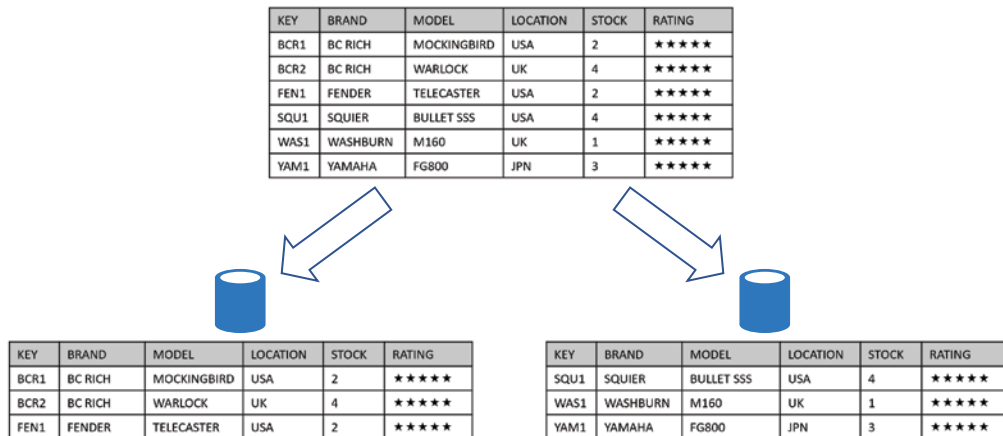 KEY BRAND MODEL LOCATION STOCK RATING
BCR1 BC RICH MOCKINGBIRD USA 2 ★★★★★
BCR2 BC RICH WARLOCK UK 4 ★★★★★
FEN1 FENDER TELECASTER USA 2 ★★★★★
SQU1 SQUIER BULLET SSS USA 4 ★★★★★
WAS1 WASHBURN M160 UK 1 ★★★★★
YAM1 YAMAHA FG800 JPN 3 ★★★★★
KEY BRAND MODEL LOCATION STOCK RATING
BCR1 BC RICH MOCKINGBIRD USA 2 ★★★★★
BCR2 BC RICH WARLOCK UK 4 ★★★★★
FEN1 FENDER TELECASTER USA 2 ★★★★★
KEY BRAND MODEL LOCATION STOCK RATING
SQU1 SQUIER BULLET SSS USA 4 ★★★★★
WAS1 WASHBURN M160 UK 1 ★★★★★
YAM1 YAMAHA FG800 JPN 3 ★★★★★